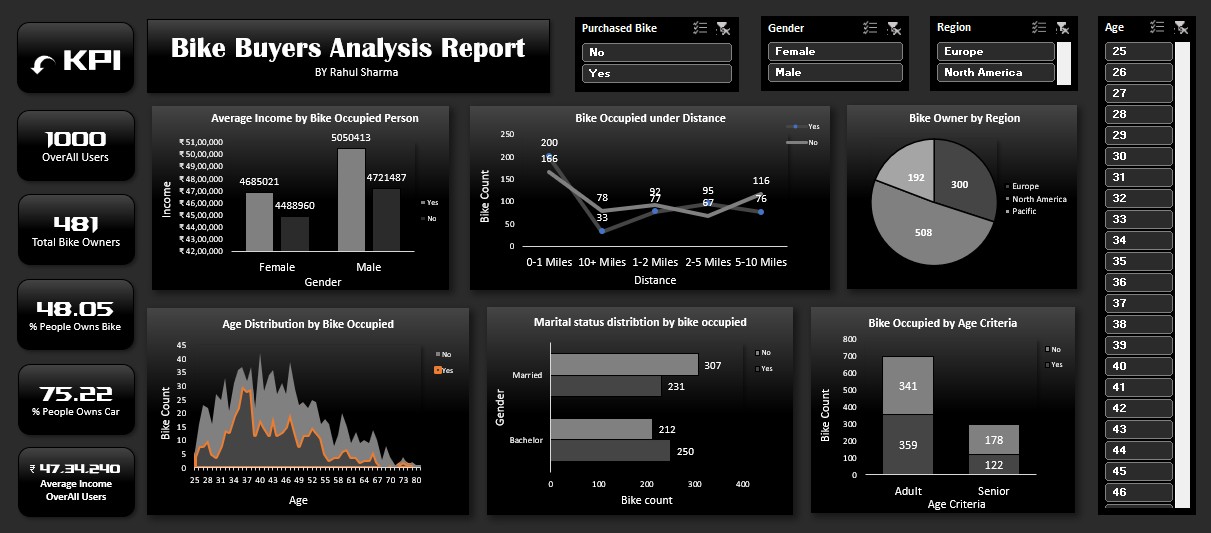 KPI
Bike Buyers Analysis Report
BY Rahul Sharma
Purchased Bike
No
Yes
Gender
Female
Male
Region
Europe
North America
Age
25
26
27
28
29
30
31
32
33
34
35
36
37
38
39
40
41
42
43
44
45
46
1000
OverAll Users
481
Total Bike Owners
48.05
% People Owns Bike
75.22
% People Owns Car
₹ 47,34,240
Average Income
OverAll Users
Average Income by Bike Occupied Person
₹ 51,00,000
₹ 50,00,000
₹ 49,00,000
₹ 48,00,000
₹ 47,00,000
₹ 46,00,000
₹ 45,00,000
₹ 44,00,000
₹ 43,00,000
₹ 42,00,000
Income
4685021
4488960
5050413
4721487
Yes
No
Female Male
Gender
Bike Occupied under Distance
250
200
150
100
50
0
Bike Count
Yes
No
200
166
78
33
92
77
95
67
116
76
0-1 Miles 10+ Miles 1-2 Miles 2-5 Miles 5-10 Miles
Distance
Bike Owner by Region
192
300
508
Europe
North America
Pacific
Age Distribution by Bike Occupied
45
40
35
30
25
20
15
10
5
0
Bike Count
No
Yes
25 28 31 34 37 40 43 46 49 52 55 58 61 64 67 70 73 80
Age
Marital status distribtion by bike occupied
Gender
Married
Bachelor
307
231
212
250
No
Yes
0 100 200 300 400
Bike count
Bike Occupied by Age Criteria
800
700
600
500
400
300
200
100
0
Bike Count
341
359
178
122
No
Yes
Adult Senior
Age Criteria